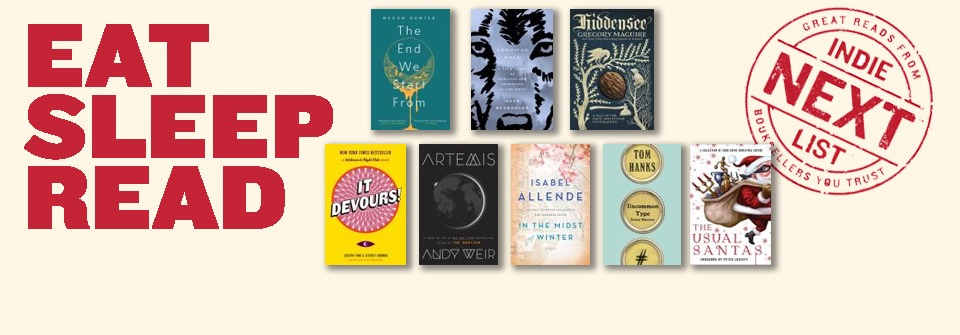 EAT
SLEEP
READ
MEGAN HUNTER
The
End
We
Start
From
AMERICAN
WOLF
Hiddensee
GREGORY MAGUIRE
NEW YORK TIMES BESTSELLER
IT
DEVOURS!
ARTEMIS
ANDY WEIR
ISABEL
ALLENDE
IN THE MIDST
of WINTER
TOM
HANKS
Uncommon
Type
#
THE
USUAL
SANTAS
GREAT READS FROM
INDIE
NEXT
LIST
BOOKSELLERS YOU TRUST